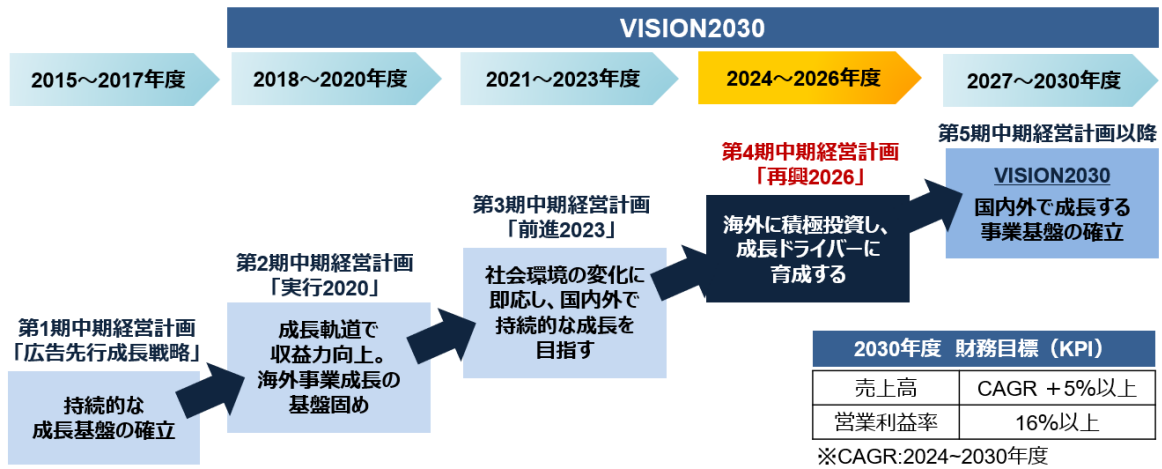 VISION2030
2015～2017年度
2018～2020年度
2021～2023年度
2024～2026年度
2027～2030年度
第1期中期経営計画
「広告先行成長戦略」
持続的な
成長基盤の確立
第2期中期経営計画
「実行2020」
成長軌道で
収益力向上。
海外事業成長の
基盤固め
第3期中期経営計画
「前進2023」
社会環境の変化に
即応し、国内外で
持続的な成長を
目指す
第4期中期経営計画
「再興2026」
海外に積極投資し、
成長ドライバーに
育成する
第5期中期経営計画以降
VISION2030
国内外で成長する
事業基盤の確立
2030年度 財務目標（KPI）
売上高 CAGR ＋5%以上
営業利益率 16%以上
※CAGR:2024~2030年度